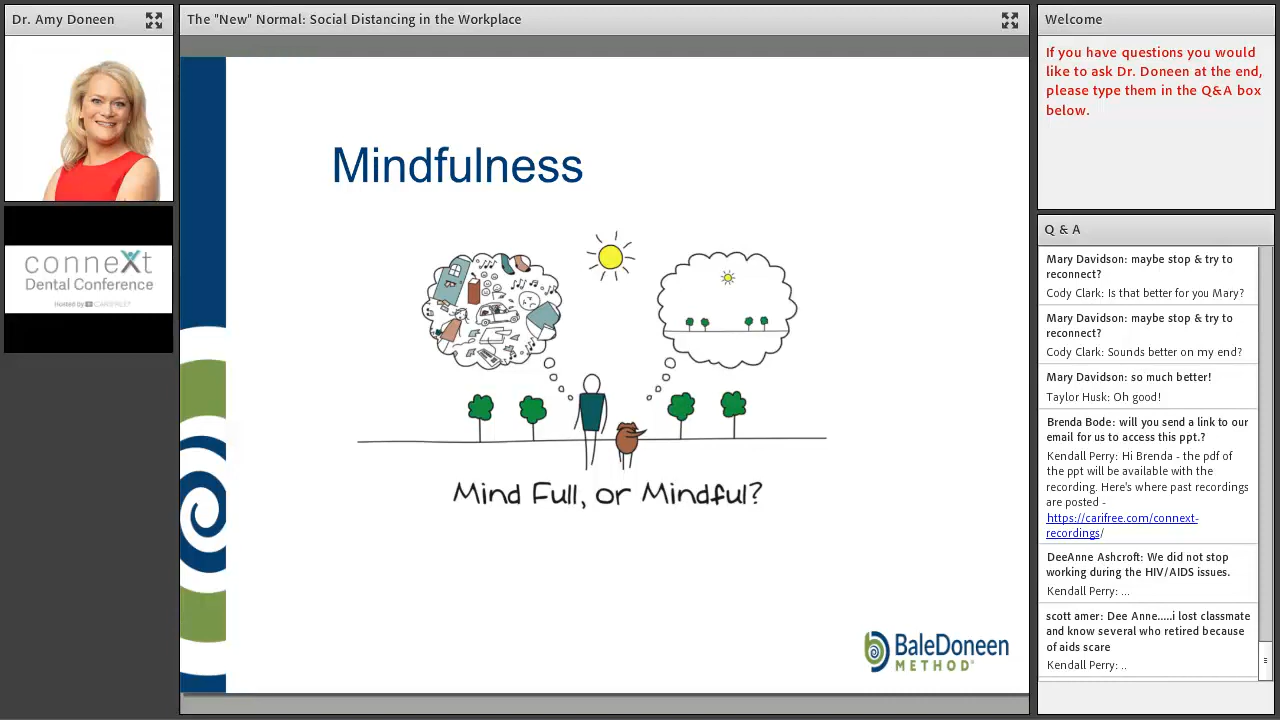 Dr. Amy Doneen
The "New" Normal: Social Distancing in the Workplace
Welcome
If you have questions you would
like to ask Dr. Doneen at the end,
please type them in the Q&A box
below.
conneXt
Dental Conference
Hosted by CARIFREE
Mindfulness
Mind Full, or Mindful?
BaleDoneen
METHOD®
Q & A
Mary Davidson: maybe stop & try to
reconnect?
Cody Clark: Is that better for you Mary?
Mary Davidson: maybe stop & try to
reconnect?
Cody Clark: Sounds better on my end?
Mary Davidson: so much better!
Taylor Husk: Oh good!
Brenda Bode: will you send a link to our
email for us to access this ppt.?
Kendall Perry: Hi Brenda - the pdf of
the ppt will be available with the
recording. Here's where past recordings
are posted -
https://carifree.com/connext-
recordings/
DeeAnne Ashcroft: We did not stop
working during the HIV/AIDS issues.
Kendall Perry: ...
scott amer: Dee Anne.....i lost classmate
and know several who retired because
of aids scare
Kendall Perry: ..